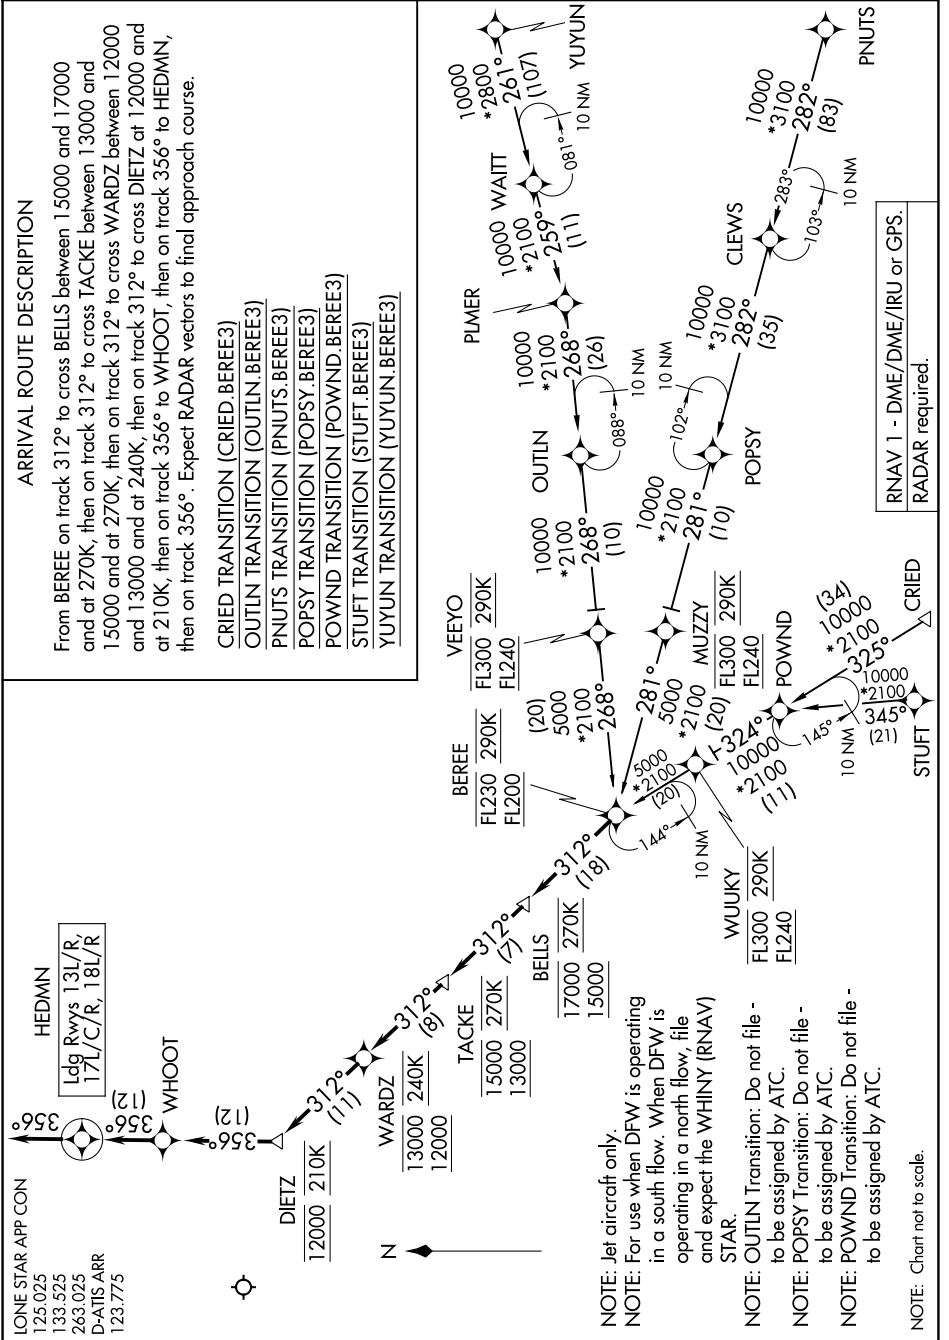 LONE STAR APP CON
125.025
133.525
263.025
D-ATIS ARR
123.775
HEDMN
Ldg Rwys 13L/R,
17L/C/R, 18L/R
356°
356°
(12)
WHOOT
356°
(12)
DIETZ
12000 210K
N
312°
(11)
WARDZ
13000 240K
12000
312°
(8)
TACKE
15000 270K
13000
312°
(7)
BELLS
17000 270K
15000
312°
(18)
BEREE
FL230 290K
FL200
144°
10 NM
ARRIVAL ROUTE DESCRIPTION
From BEREE on track 312° to cross BELLS between 15000 and 17000
and at 270K, then on track 312° to cross TACKE between 13000 and
15000 and at 270K, then on track 312° to cross WARDZ between 12000
and 13000 and at 240K, then on track 312° to cross DIETZ at 12000 and
at 210K, then on track 356° to WHOOT, then on track 356° to HEDMN,
then on track 356°. Expect RADAR vectors to final approach course.
CRIED TRANSITION (CRIED.BEREE3)
OUTLN TRANSITION (OUTLN.BEREE3)
PNUTS TRANSITION (PNUTS.BEREE3)
POPSY TRANSITION (POPSY.BEREE3)
POWND TRANSITION (POWND.BEREE3)
STUFT TRANSITION (STUFT.BEREE3)
YUYUN TRANSITION (YUYUN.BEREE3)
VEEYO
FL300 290K
FL240
(20)
5000
*2100
268°
10000
*2100
268°
(10)
OUTLN
088°
10 NM
10000
*2100
268°
(26)
PLMER
10000
*2100
259°
(11)
WAITT
081°
10 NM
10000
*2800
261°
(107)
YUYUN
281°
5000
*2100
(20)
MUZZY
FL300 290K
FL240
10000
*2100
281°
(10)
POPSY
102°
10 NM
10000
*3100
282°
(35)
CLEWS
283°
103°
10 NM
10000
*3100
282°
(83)
PNUTS
5000
*2100
(20)
WUUKY
FL300 290K
FL240
324°
10000
*2100
(11)
POWND
145°
10 NM
(34)
10000
*2100
325°
CRIED
10000
*2100
345°
(21)
STUFT
RNAV 1 - DME/DME/IRU or GPS.
RADAR required.
NOTE: Jet aircraft only.
NOTE: For use when DFW is operating
in a south flow. When DFW is
operating in a north flow, file
and expect the WHINY (RNAV)
STAR.
NOTE: OUTLN Transition: Do not file -
to be assigned by ATC.
NOTE: POPSY Transition: Do not file -
to be assigned by ATC.
NOTE: POWND Transition: Do not file -
to be assigned by ATC.
NOTE: Chart not to scale.